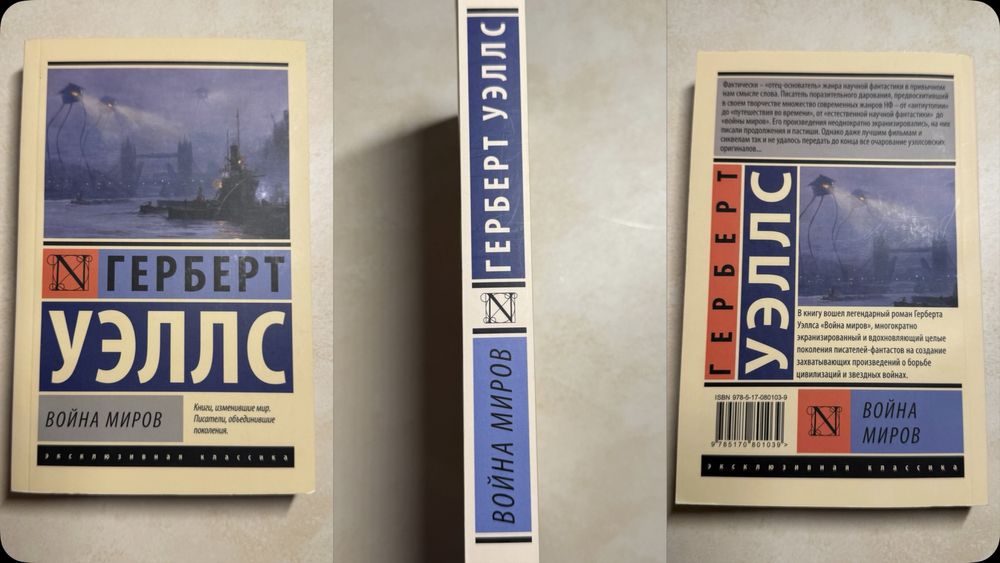 ГЕРБЕРТ
УЭЛЛС
ВОЙНА МИРОВ
Книги, изменившие мир.
Писатели, объединившие
поколения.
эксклюзивная классика
ГЕРБЕРТ УЭЛЛС
N
ВОЙНА МИРОВ
Фактически – «отец-основатель» жанра научной фантастики в привычном
нам смысле слова. Писатель поразительного дарования, предвосхитивший
в своем творчестве множество современных жанров НФ – от «антиутопии»
до «путешествия во времени», от «естественной научной фантастики» до
«войны миров». Его произведения неоднократно экранизировались, на них
писали продолжения и пастиши. Однако даже лучшим фильмам и
сиквелам так и не удалось передать до конца все очарование уэллсовских
оригиналов...
ГЕРБЕРТ
УЭЛЛС
В книгу вошел легендарный роман Герберта
Уэллса «Война миров», многократно
экранизированный и вдохновляющий целые
поколения писателей-фантастов на создание
захватывающих произведений о борьбе
цивилизаций и звездных войнах.
ISBN 978-5-17-080103-9
9 785170 801039 >
N
ВОЙНА
МИРОВ
эксклюзивная классика